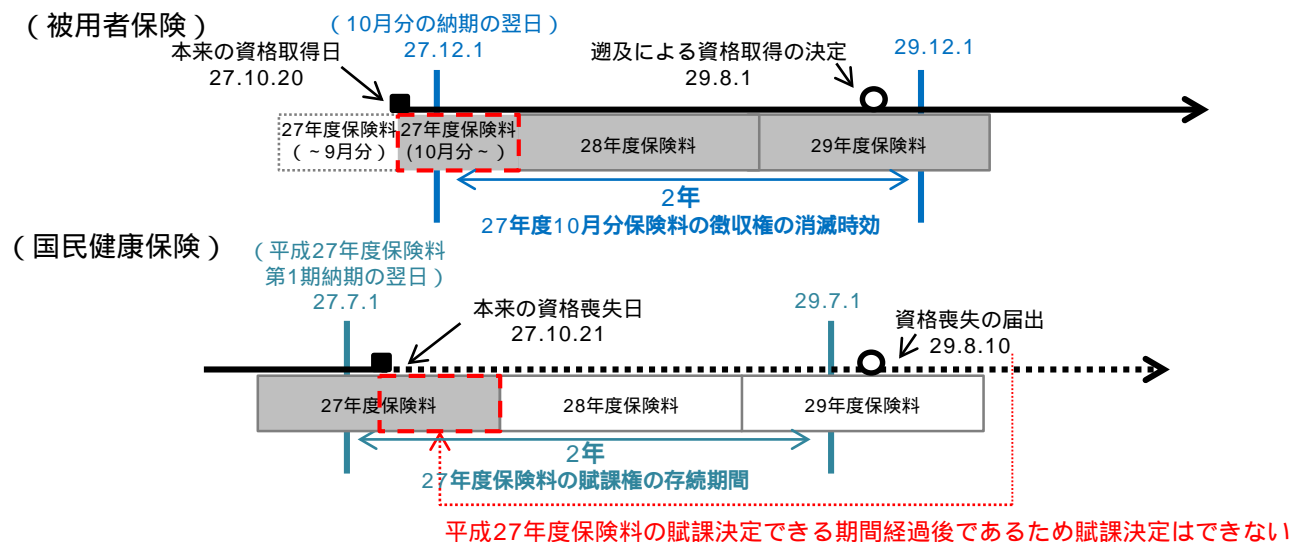 （被用者保険）
（10月分の納期の翌日）
27.12.1
本来の資格取得日
27.10.20
遡及による資格取得の決定
29.8.1
29.12.1
27年度保険料
（～9月分）
27年度保険料
(10月分～)
28年度保険料
29年度保険料
2年
27年度10月分保険料の徴収権の消滅時効
（国民健康保険）
（平成27年度保険料
第1期納期の翌日）
27.7.1
本来の資格喪失日
27.10.21
29.7.1
資格喪失の届出
29.8.10
27年度保険料
28年度保険料
29年度保険料
2年
27年度保険料の賦課権の存続期間
平成27年度保険料の賦課決定できる期間経過後であるため賦課決定はできない